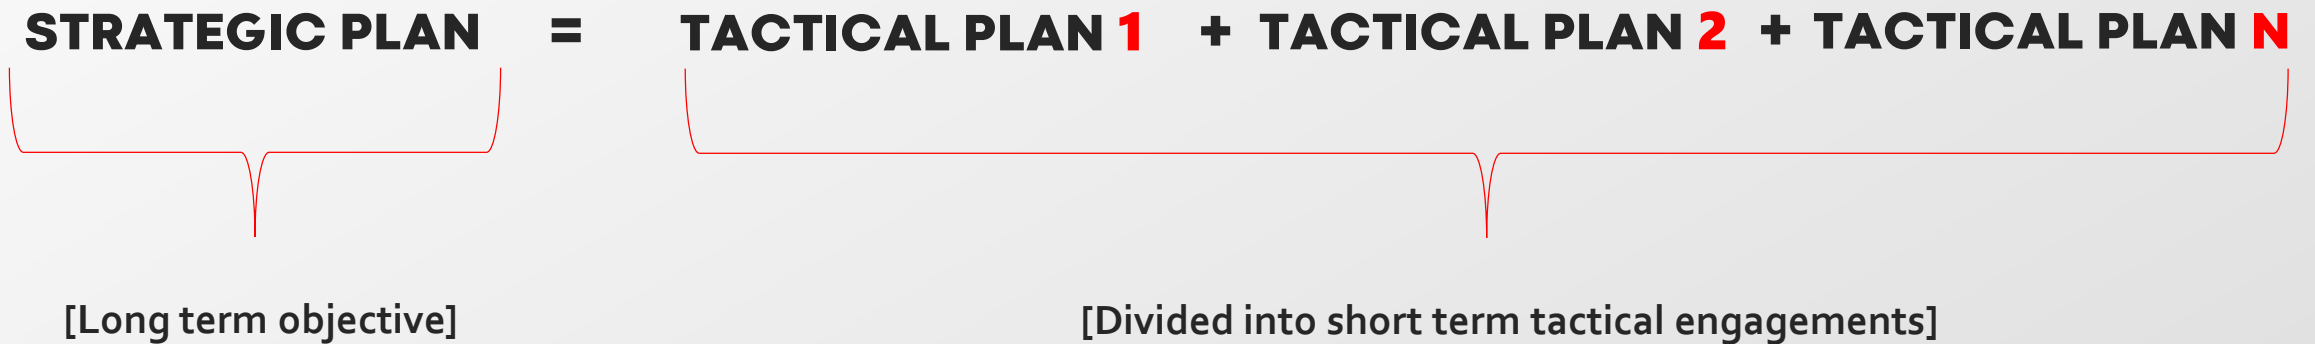 STRATEGIC PLAN = TACTICAL PLAN 1 + TACTICAL PLAN 2 + TACTICAL PLAN N
[Long term objective] [Divided into short term tactical engagements]